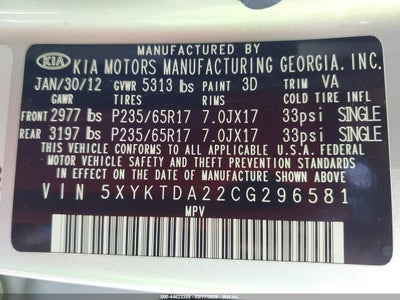 MANUFACTURED BY
KIA KIA MOTORS MANUFACTURING GEORGIA, INC.
JAN/30/12 GVWR 5313 lbs PAINT 3D TRIM VA
GAWR TIRES RIMS COLD TIRE INFL
FRONT 2977 lbs P235/65R17 7.0JX17 33psi SINGLE
REAR 3197 lbs P235/65R17 7.0JX17 33psi SINGLE
THIS VEHICLE CONFORMS TO ALL APPLICABLE U.S.A. FEDERAL
MOTOR VEHICLE SAFETY AND THEFT PREVENTION STANDARDS
IN EFFECT ON THE DATE OF MANUFACTURE SHOWN ABOVE.
VIN 5XYKTDA22CG296581
MPV